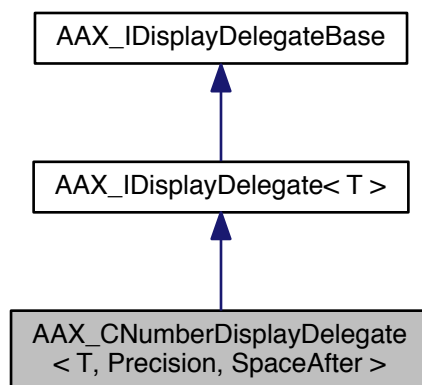 AAX_IDisplayDelegateBase
AAX_IDisplayDelegate< T >
AAX_CNumberDisplayDelegate
< T, Precision, SpaceAfter >